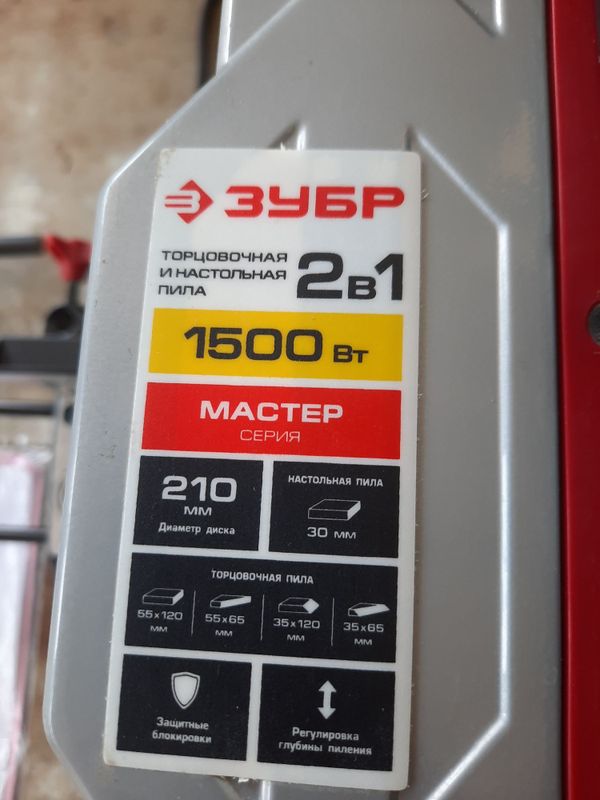 ЗУБР
ТОРЦОВОЧНАЯ
И НАСТОЛЬНАЯ
ПИЛА
2в1
1500 Вт
МАСТЕР
СЕРИЯ
210
мм
Диаметр диска
НАСТОЛЬНАЯ ПИЛА
30 мм
ТОРЦОВОЧНАЯ ПИЛА
55х120
мм
55х65
мм
35х120
мм
35х65
мм
Защитные
блокировки
Регулировка
глубины пиления